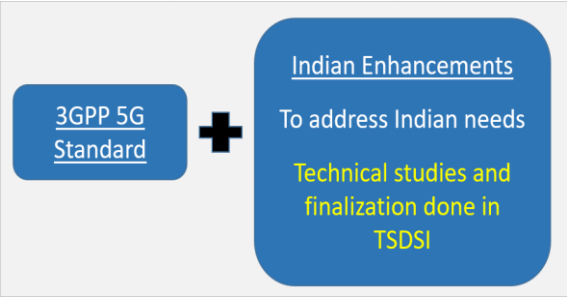 3GPP 5G
Standard
Indian Enhancements
To address Indian needs
Technical studies and
finalization done in
TSDSI